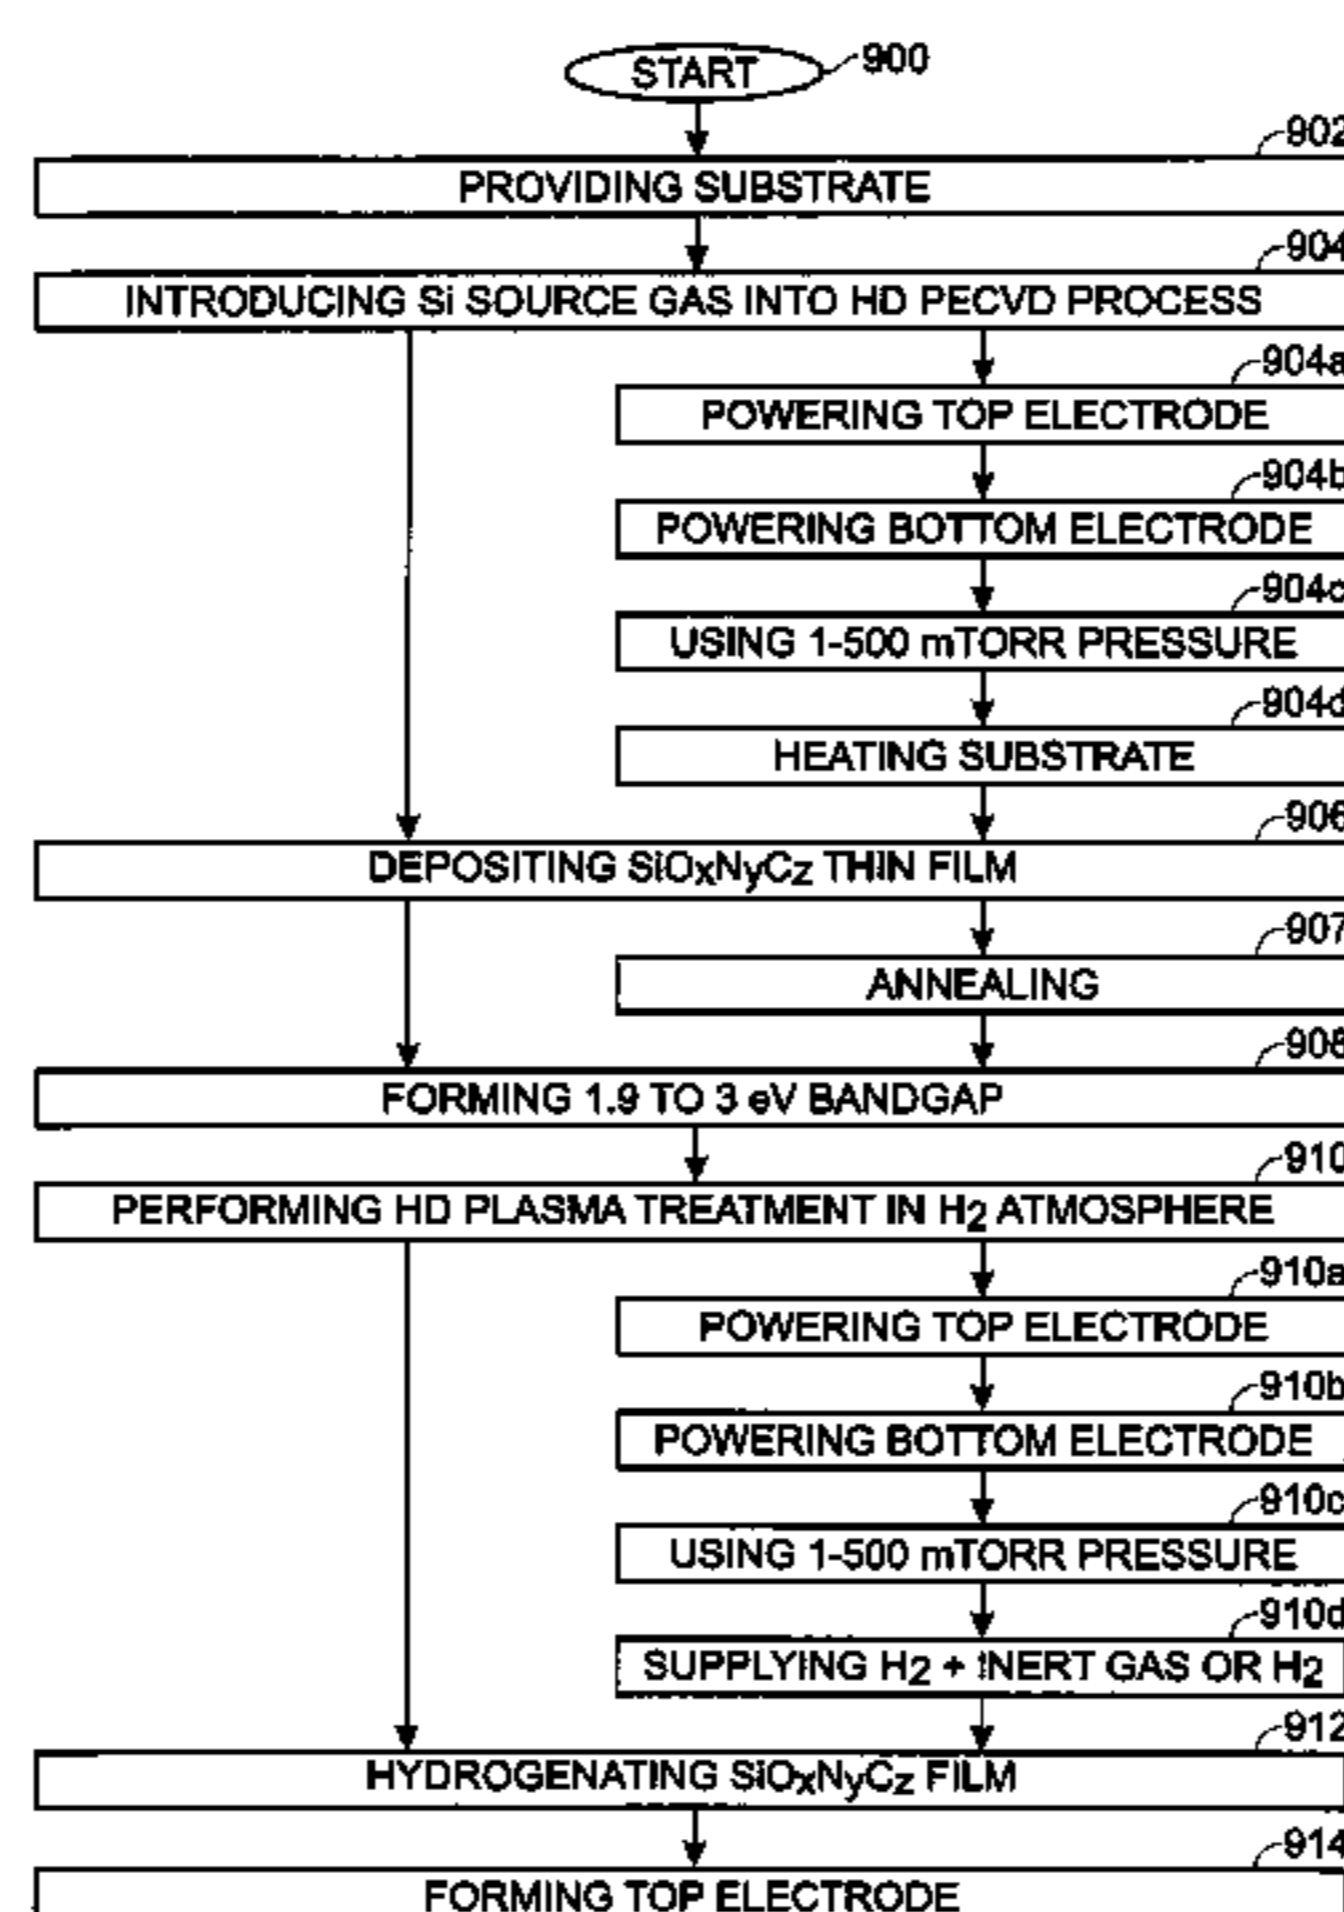 START
900
902
PROVIDING SUBSTRATE
904
INTRODUCING Si SOURCE GAS INTO HD PECVD PROCESS
904a
POWERING TOP ELECTRODE
904b
POWERING BOTTOM ELECTRODE
904c
USING 1-500 mTORR PRESSURE
904d
HEATING SUBSTRATE
906
DEPOSITING SiOxNyCz THIN FILM
907
ANNEALING
908
FORMING 1.9 TO 3 eV BANDGAP
910
PERFORMING HD PLASMA TREATMENT IN H2 ATMOSPHERE
910a
POWERING TOP ELECTRODE
910b
POWERING BOTTOM ELECTRODE
910c
USING 1-500 mTORR PRESSURE
910d
SUPPLYING H2 + INERT GAS OR H2
912
HYDROGENATING SiOxNyCz FILM
914
FORMING TOP ELECTRODE